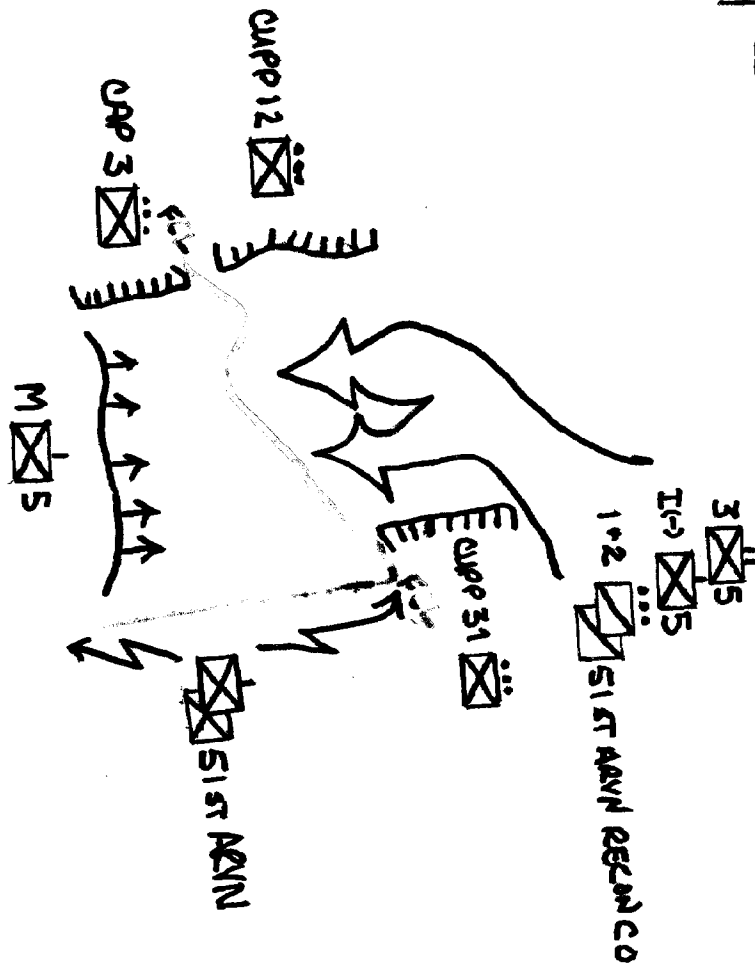 3 5
I(-) 5
1+2 51ST ARVN RECON CO
CUPP 12
CAP 3
CUPP 31
M 5
51ST ARVN